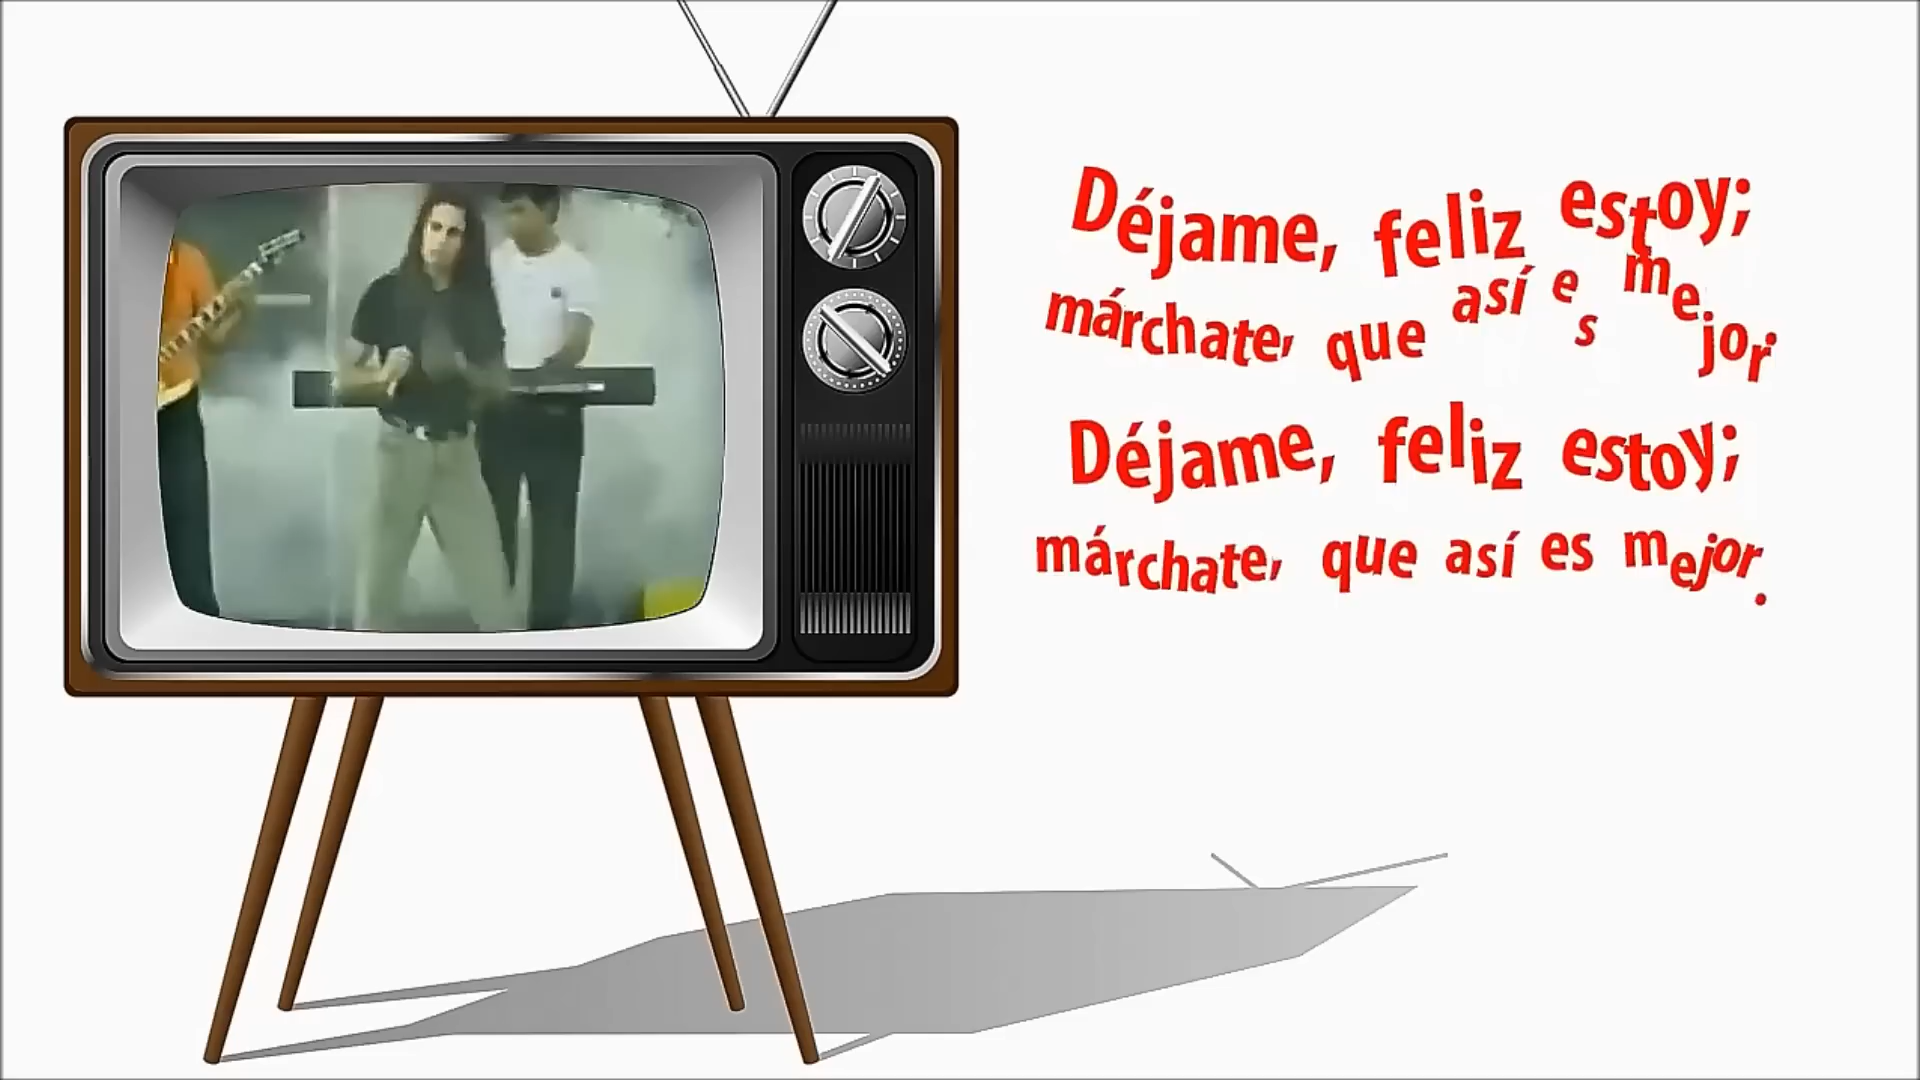 Déjame, feliz estoy;
márchate, que así es mejor
Déjame, feliz estoy;
márchate, que así es mejor.